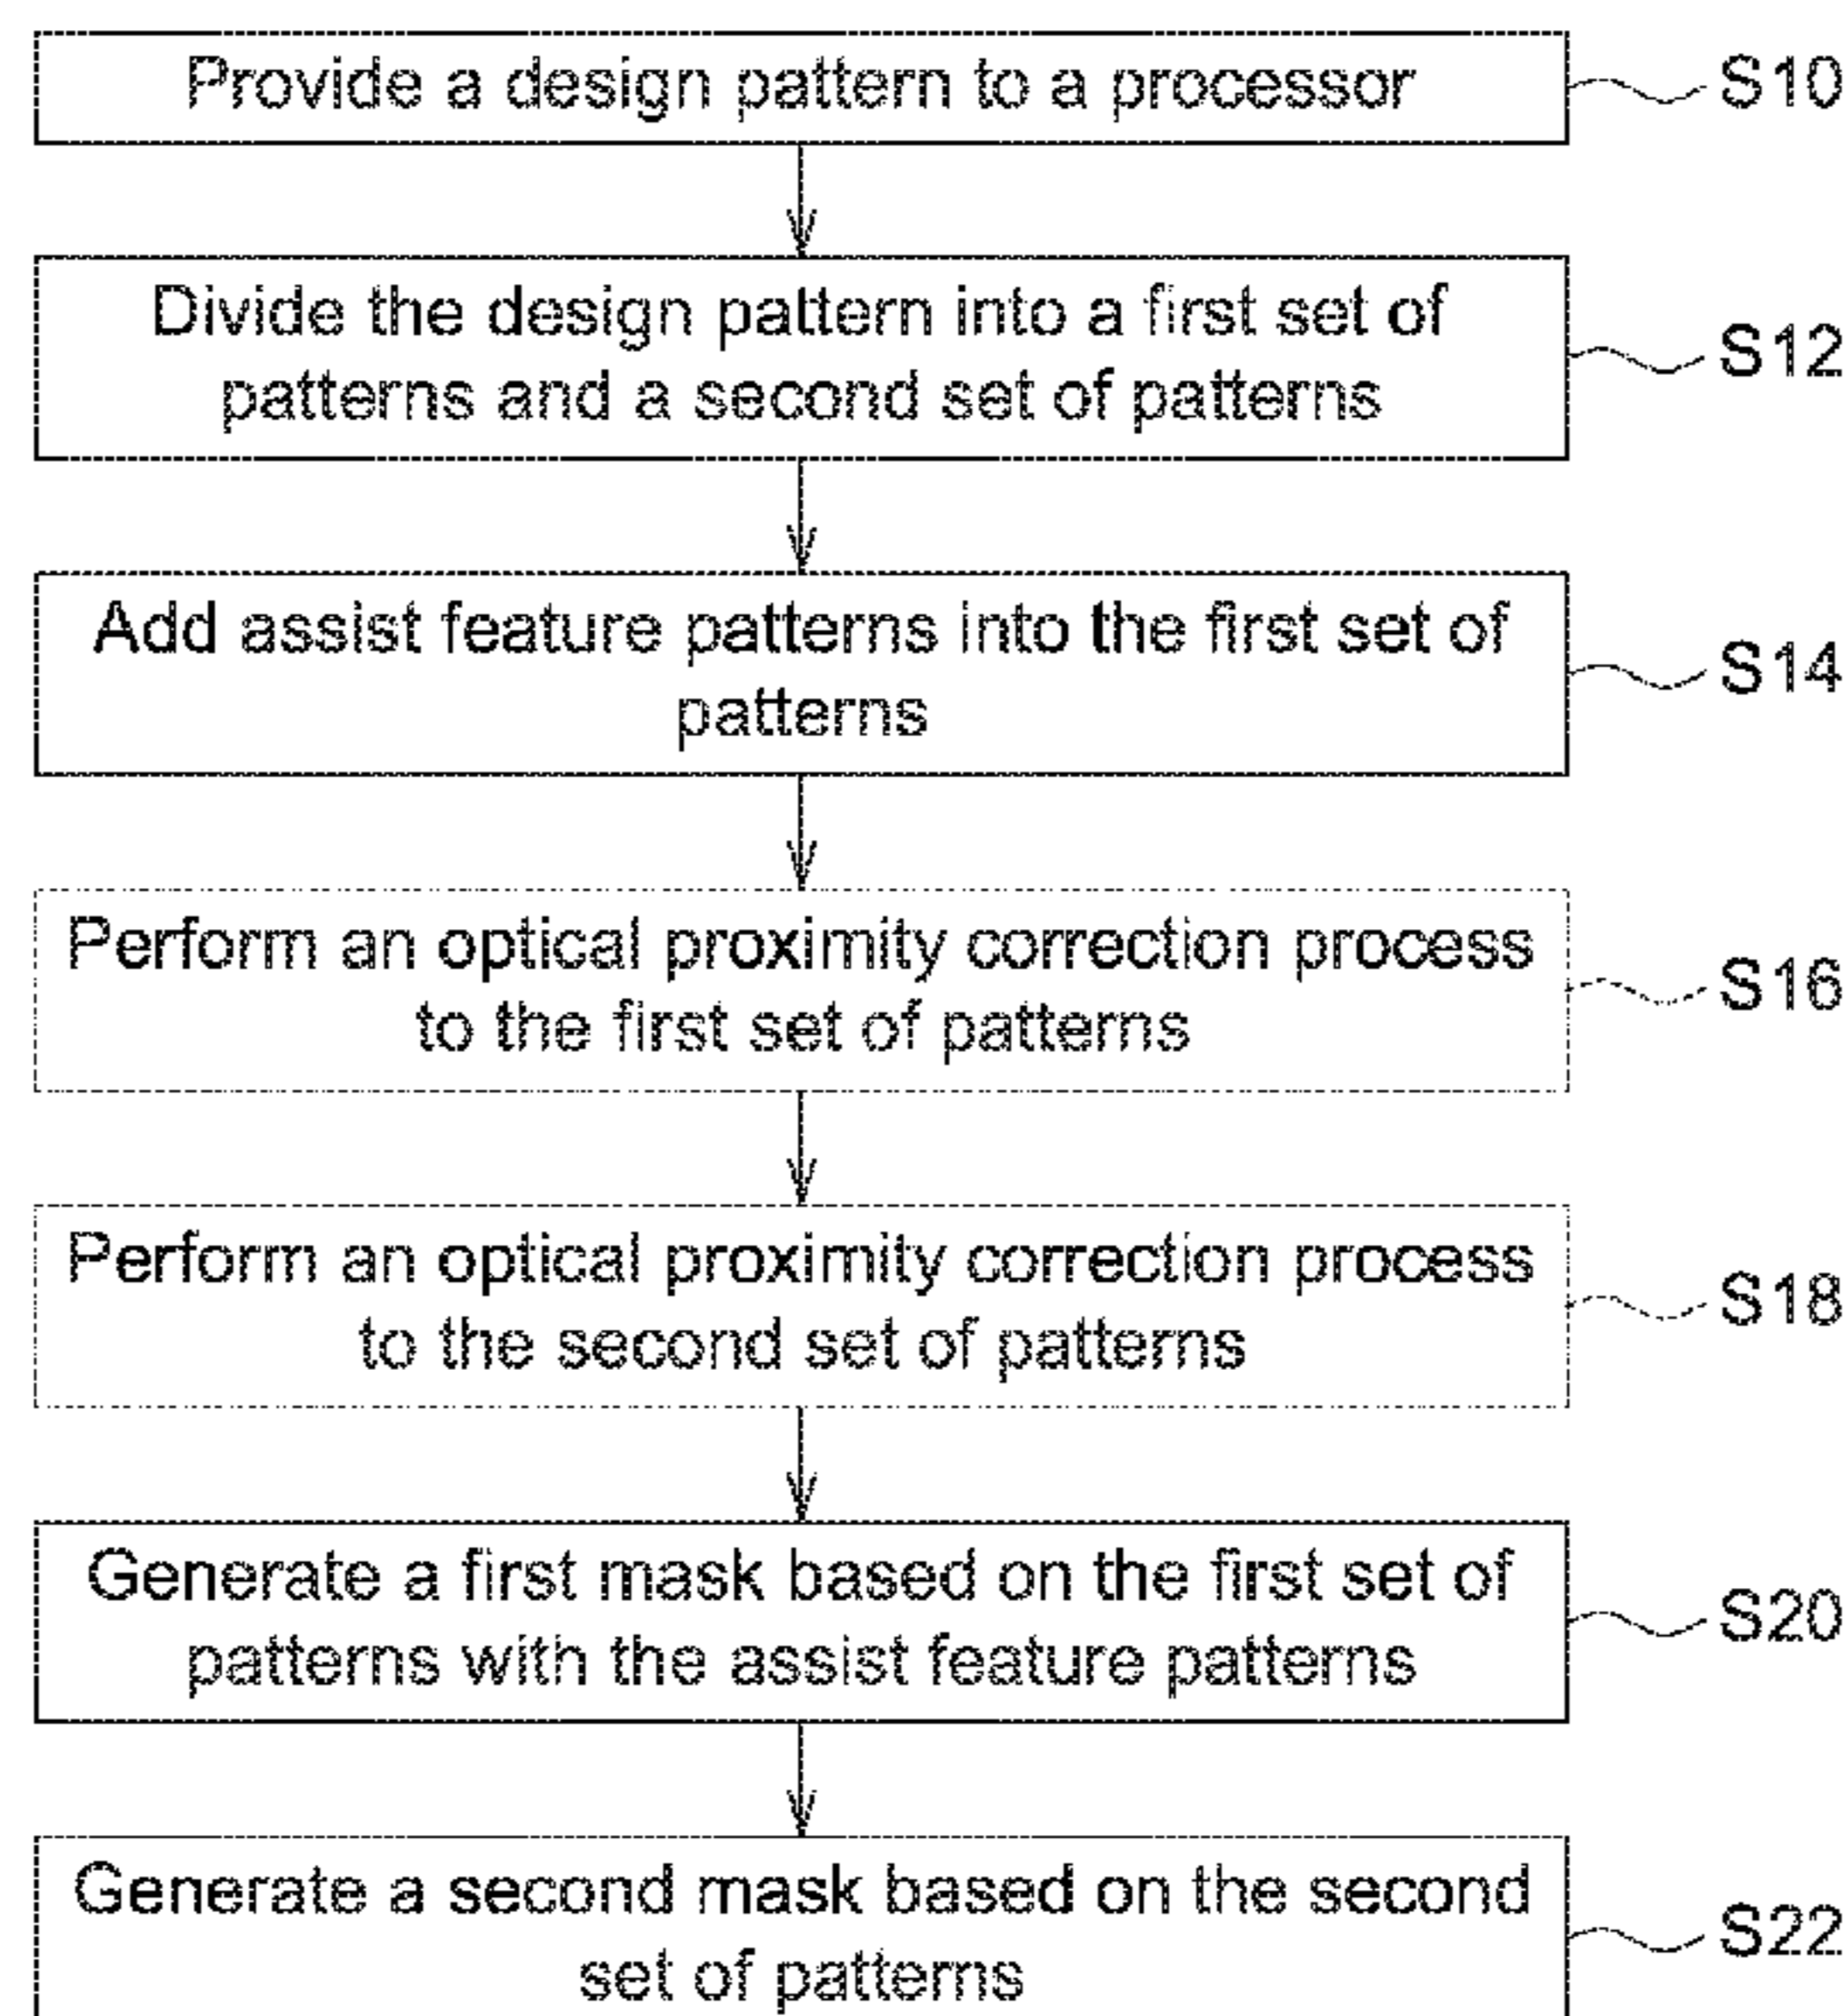 Provide a design pattern to a processor
S10
Divide the design pattern into a first set of
patterns and a second set of patterns
S12
Add assist feature patterns into the first set of
patterns
S14
Perform an optical proximity correction process
to the first set of patterns
S16
Perform an optical proximity correction process
to the second set of patterns
S18
Generate a first mask based on the first set of
patterns with the assist feature patterns
S20
Generate a second mask based on the second
set of patterns
S22